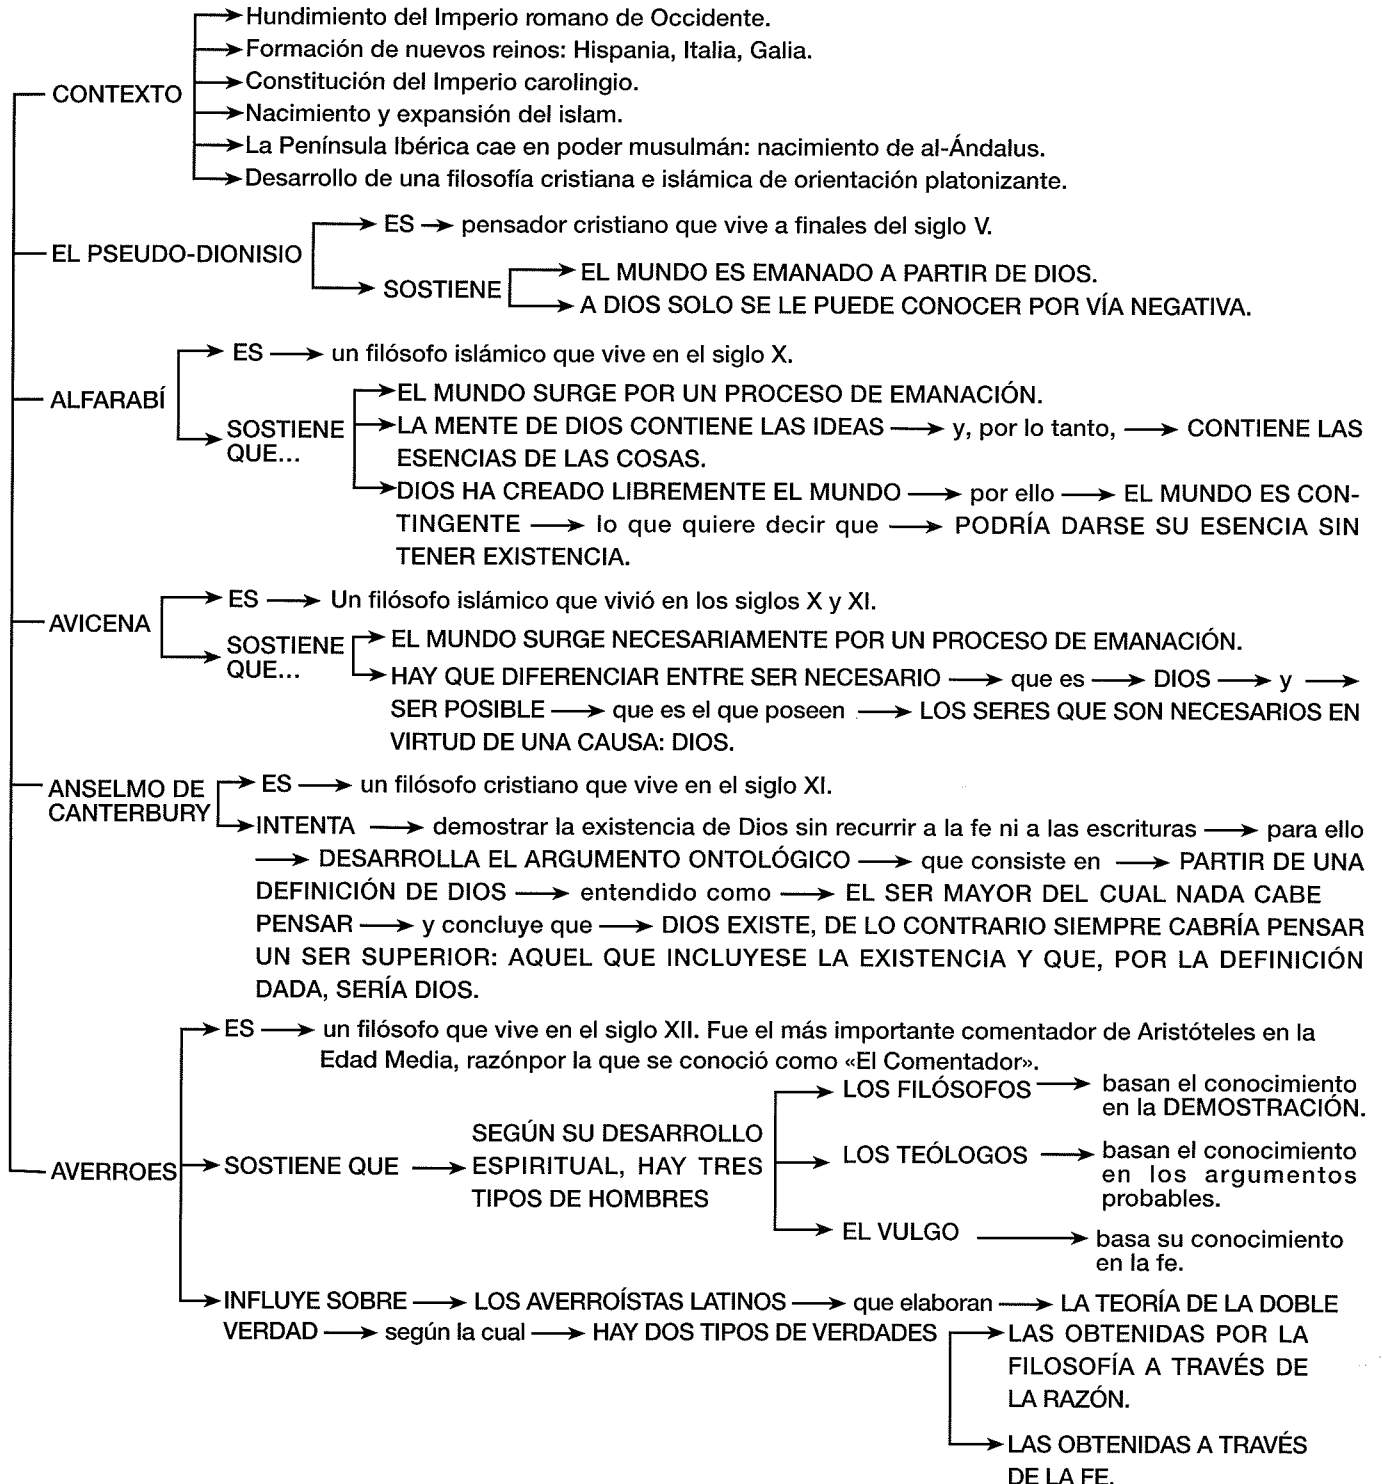 CONTEXTO
Hundimiento del Imperio romano de Occidente.
Formación de nuevos reinos: Hispania, Italia, Galia.
Constitución del Imperio carolingio.
Nacimiento y expansión del islam.
La Península Ibérica cae en poder musulmán: nacimiento de al-Ándalus.
Desarrollo de una filosofía cristiana e islámica de orientación platonizante.
EL PSEUDO-DIONISIO
ES → pensador cristiano que vive a finales del siglo V.
SOSTIENE
EL MUNDO ES EMANADO A PARTIR DE DIOS.
A DIOS SOLO SE LE PUEDE CONOCER POR VÍA NEGATIVA.
ALFARABÍ
ES → un filósofo islámico que vive en el siglo X.
SOSTIENE
QUE...
EL MUNDO SURGE POR UN PROCESO DE EMANACIÓN.
LA MENTE DE DIOS CONTIENE LAS IDEAS → y, por lo tanto, → CONTIENE LAS
ESENCIAS DE LAS COSAS.
DIOS HA CREADO LIBREMENTE EL MUNDO → por ello → EL MUNDO ES CON-
TINGENTE → lo que quiere decir que → PODRÍA DARSE SU ESENCIA SIN
TENER EXISTENCIA.
AVICENA
ES → Un filósofo islámico que vivió en los siglos X y XI.
SOSTIENE
QUE...
EL MUNDO SURGE NECESARIAMENTE POR UN PROCESO DE EMANACIÓN.
HAY QUE DIFERENCIAR ENTRE SER NECESARIO → que es → DIOS → y →
SER POSIBLE → que es el que poseen → LOS SERES QUE SON NECESARIOS EN
VIRTUD DE UNA CAUSA: DIOS.
ANSELMO DE
CANTERBURY
ES → un filósofo cristiano que vive en el siglo XI.
INTENTA → demostrar la existencia de Dios sin recurrir a la fe ni a las escrituras → para ello
→ DESARROLLA EL ARGUMENTO ONTOLÓGICO → que consiste en → PARTIR DE UNA
DEFINICIÓN DE DIOS → entendido como → EL SER MAYOR DEL CUAL NADA CABE
PENSAR → y concluye que → DIOS EXISTE, DE LO CONTRARIO SIEMPRE CABRÍA PENSAR
UN SER SUPERIOR: AQUEL QUE INCLUYESE LA EXISTENCIA Y QUE, POR LA DEFINICIÓN
DADA, SERÍA DIOS.
AVERROES
ES → un filósofo que vive en el siglo XII. Fue el más importante comentador de Aristóteles en la
Edad Media, razónpor la que se conoció como «El Comentador».
SOSTIENE QUE →
SEGÚN SU DESARROLLO
ESPIRITUAL, HAY TRES
TIPOS DE HOMBRES
LOS FILÓSOFOS → basan el conocimiento
en la DEMOSTRACIÓN.
LOS TEÓLOGOS → basan el conocimiento
en los argumentos
probables.
EL VULGO → basa su conocimiento
en la fe.
INFLUYE SOBRE → LOS AVERROÍSTAS LATINOS → que elaboran → LA TEORÍA DE LA DOBLE
VERDAD → según la cual → HAY DOS TIPOS DE VERDADES
LAS OBTENIDAS POR LA
FILOSOFÍA A TRAVÉS DE
LA RAZÓN.
LAS OBTENIDAS A TRAVÉS
DE LA FE.